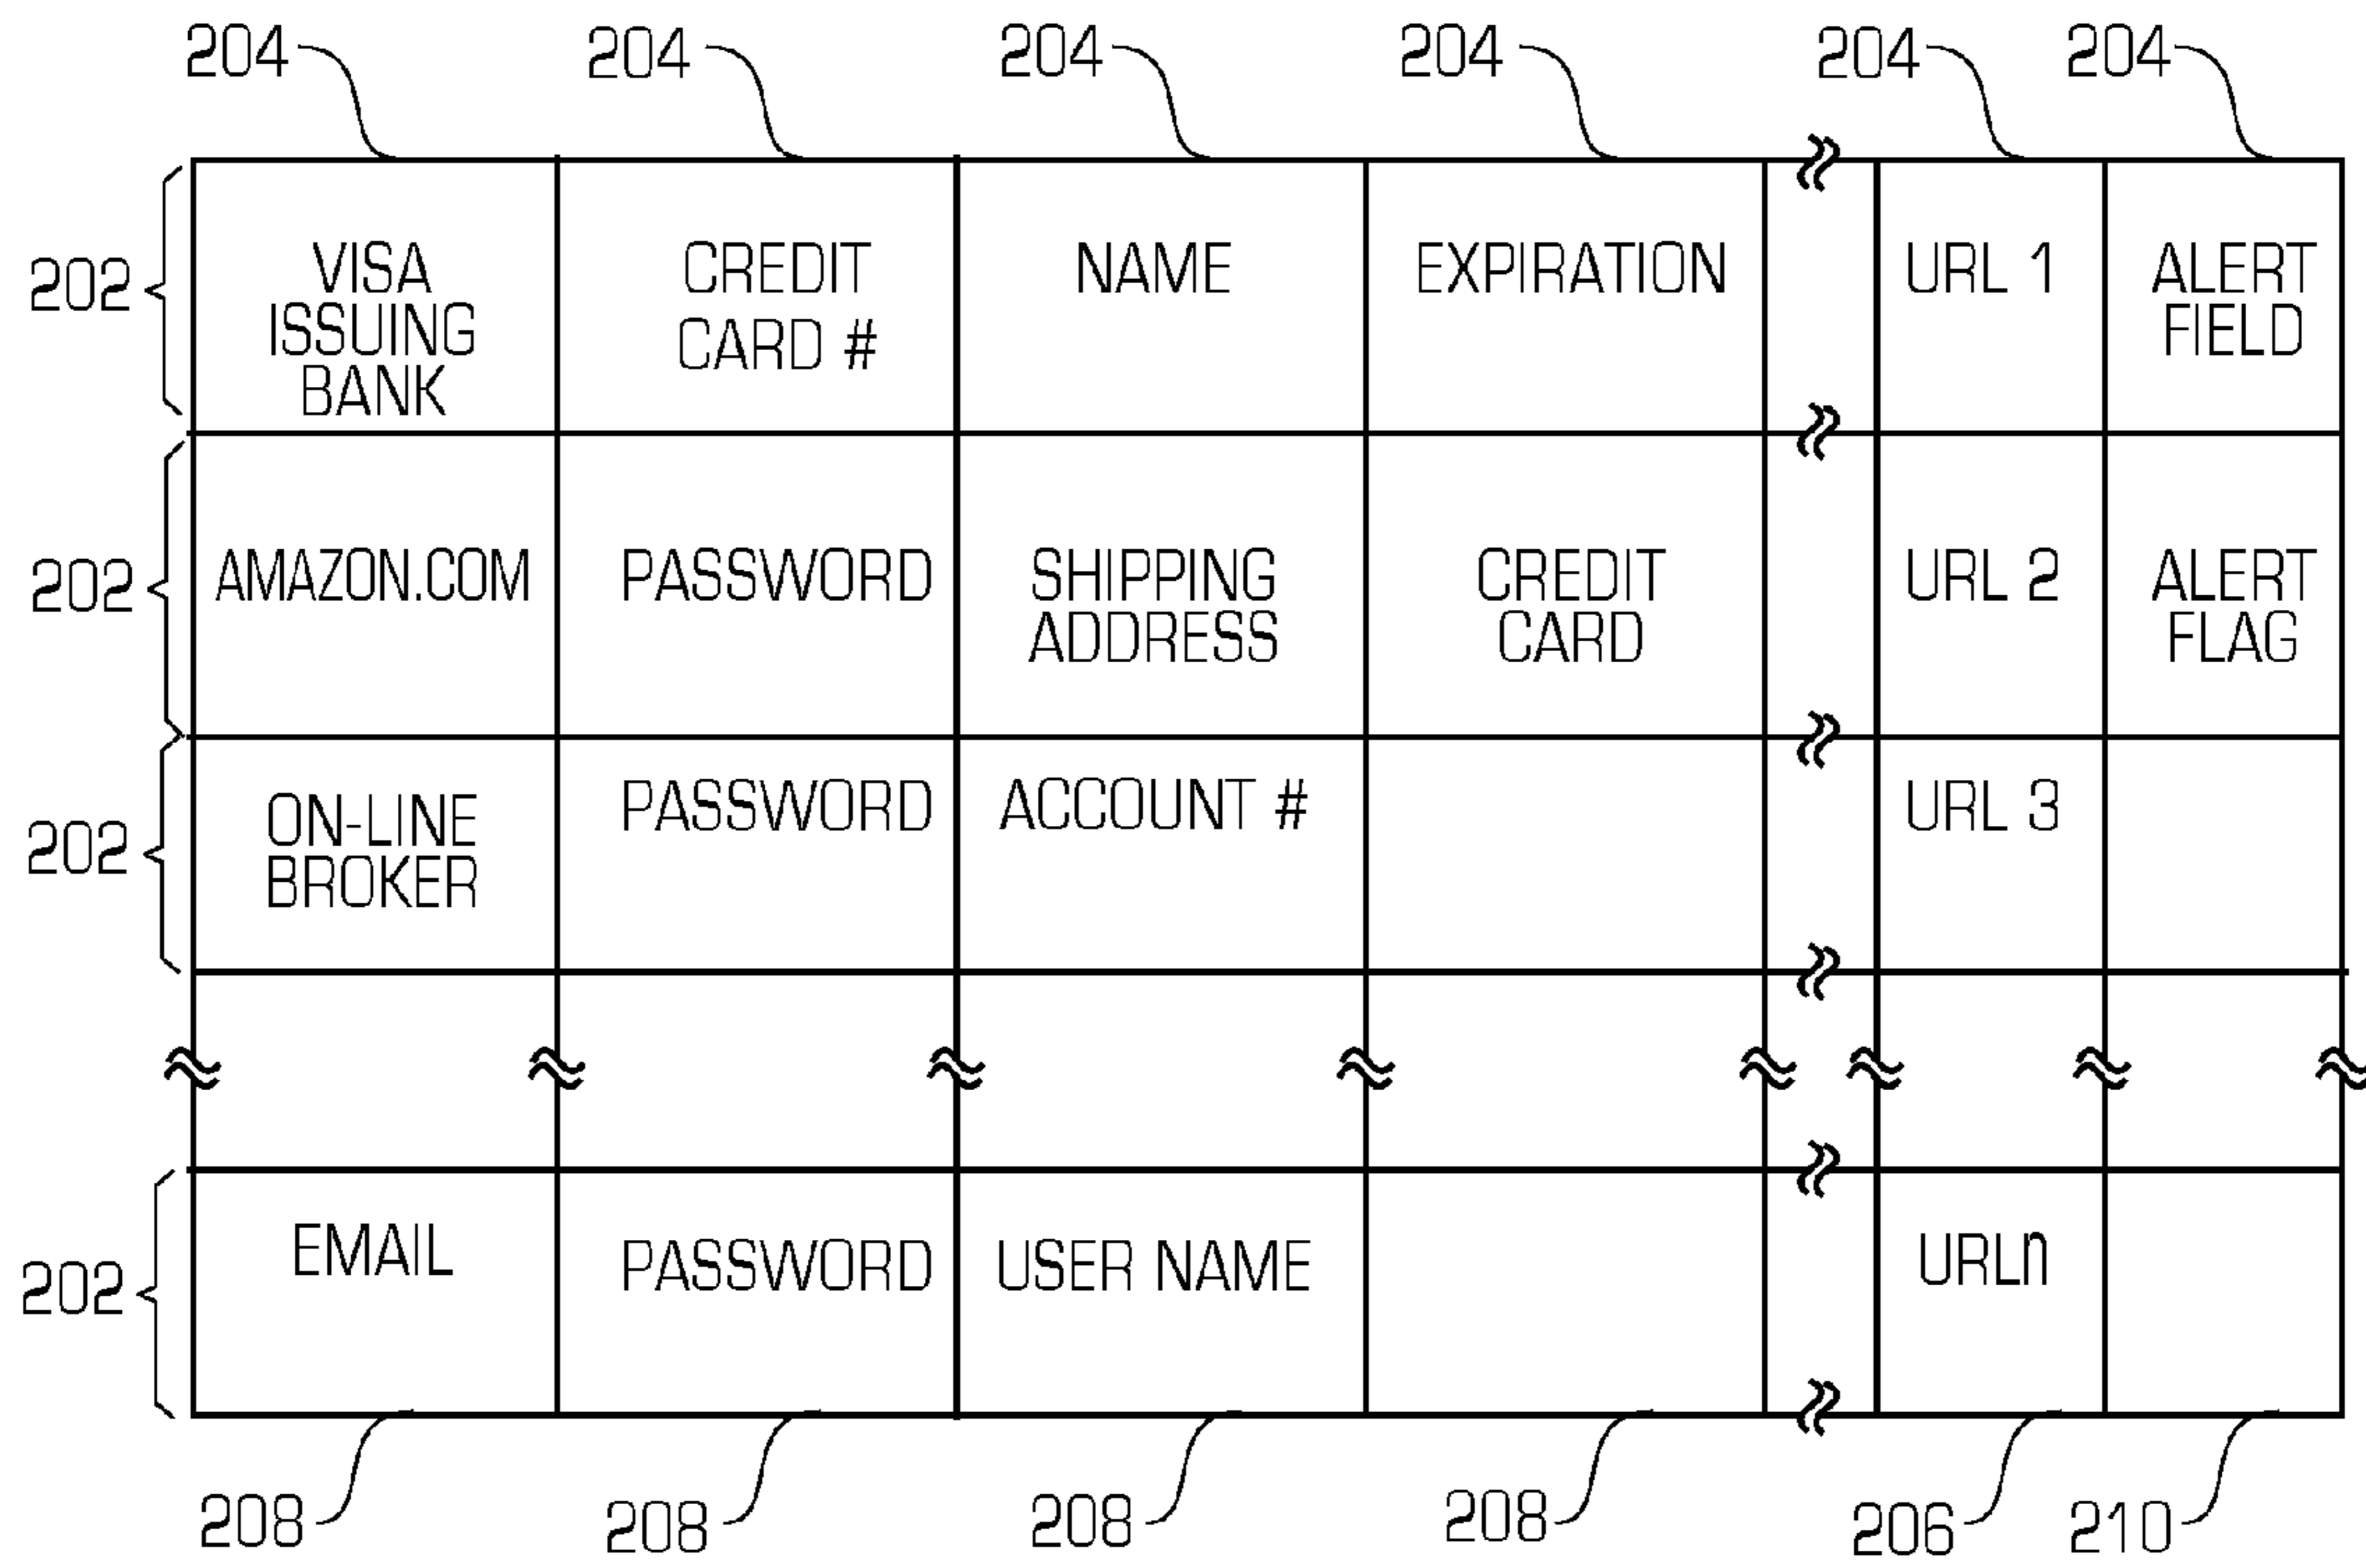 204 204 204 204 204 204
202 VISA ISSUING BANK CREDIT CARD # NAME EXPIRATION URL 1 ALERT FIELD
202 AMAZON.COM PASSWORD SHIPPING ADDRESS CREDIT CARD URL 2 ALERT FLAG
202 ON-LINE BROKER PASSWORD ACCOUNT # URL 3
202 EMAIL PASSWORD USER NAME URLn
208 208 208 208 206 210